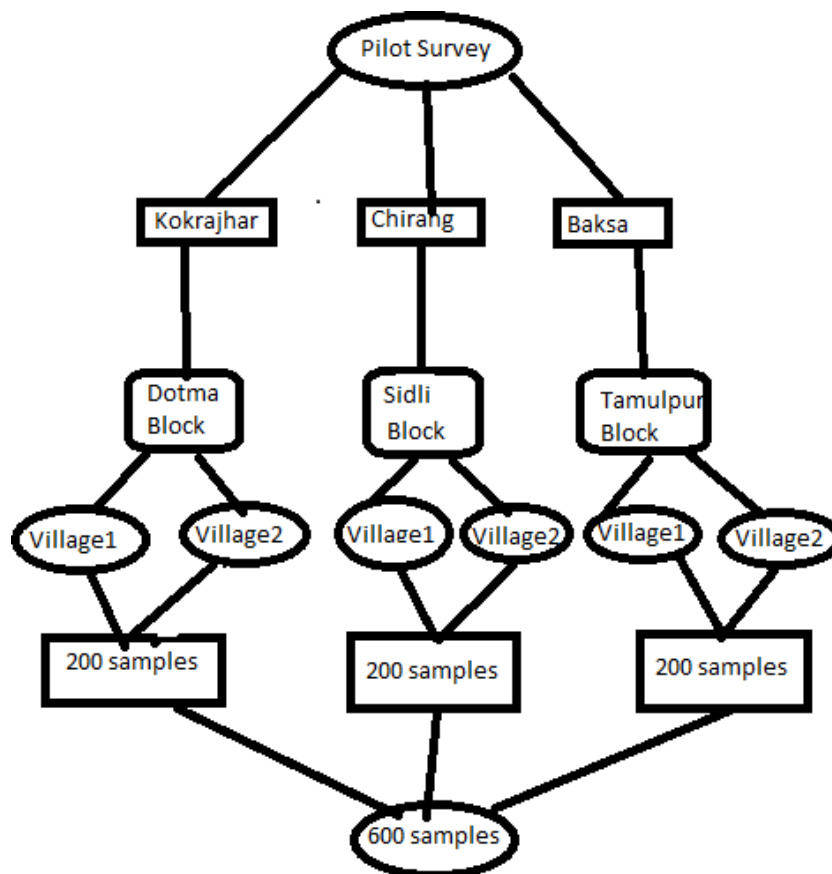 Pilot Survey
Kokrajhar
Chirang
Baksa
Dotma
Block
Sidli
Block
Tamulpur
Block
Village1
Village2
Village1
Village2
Village1
Village2
200 samples
200 samples
200 samples
600 samples